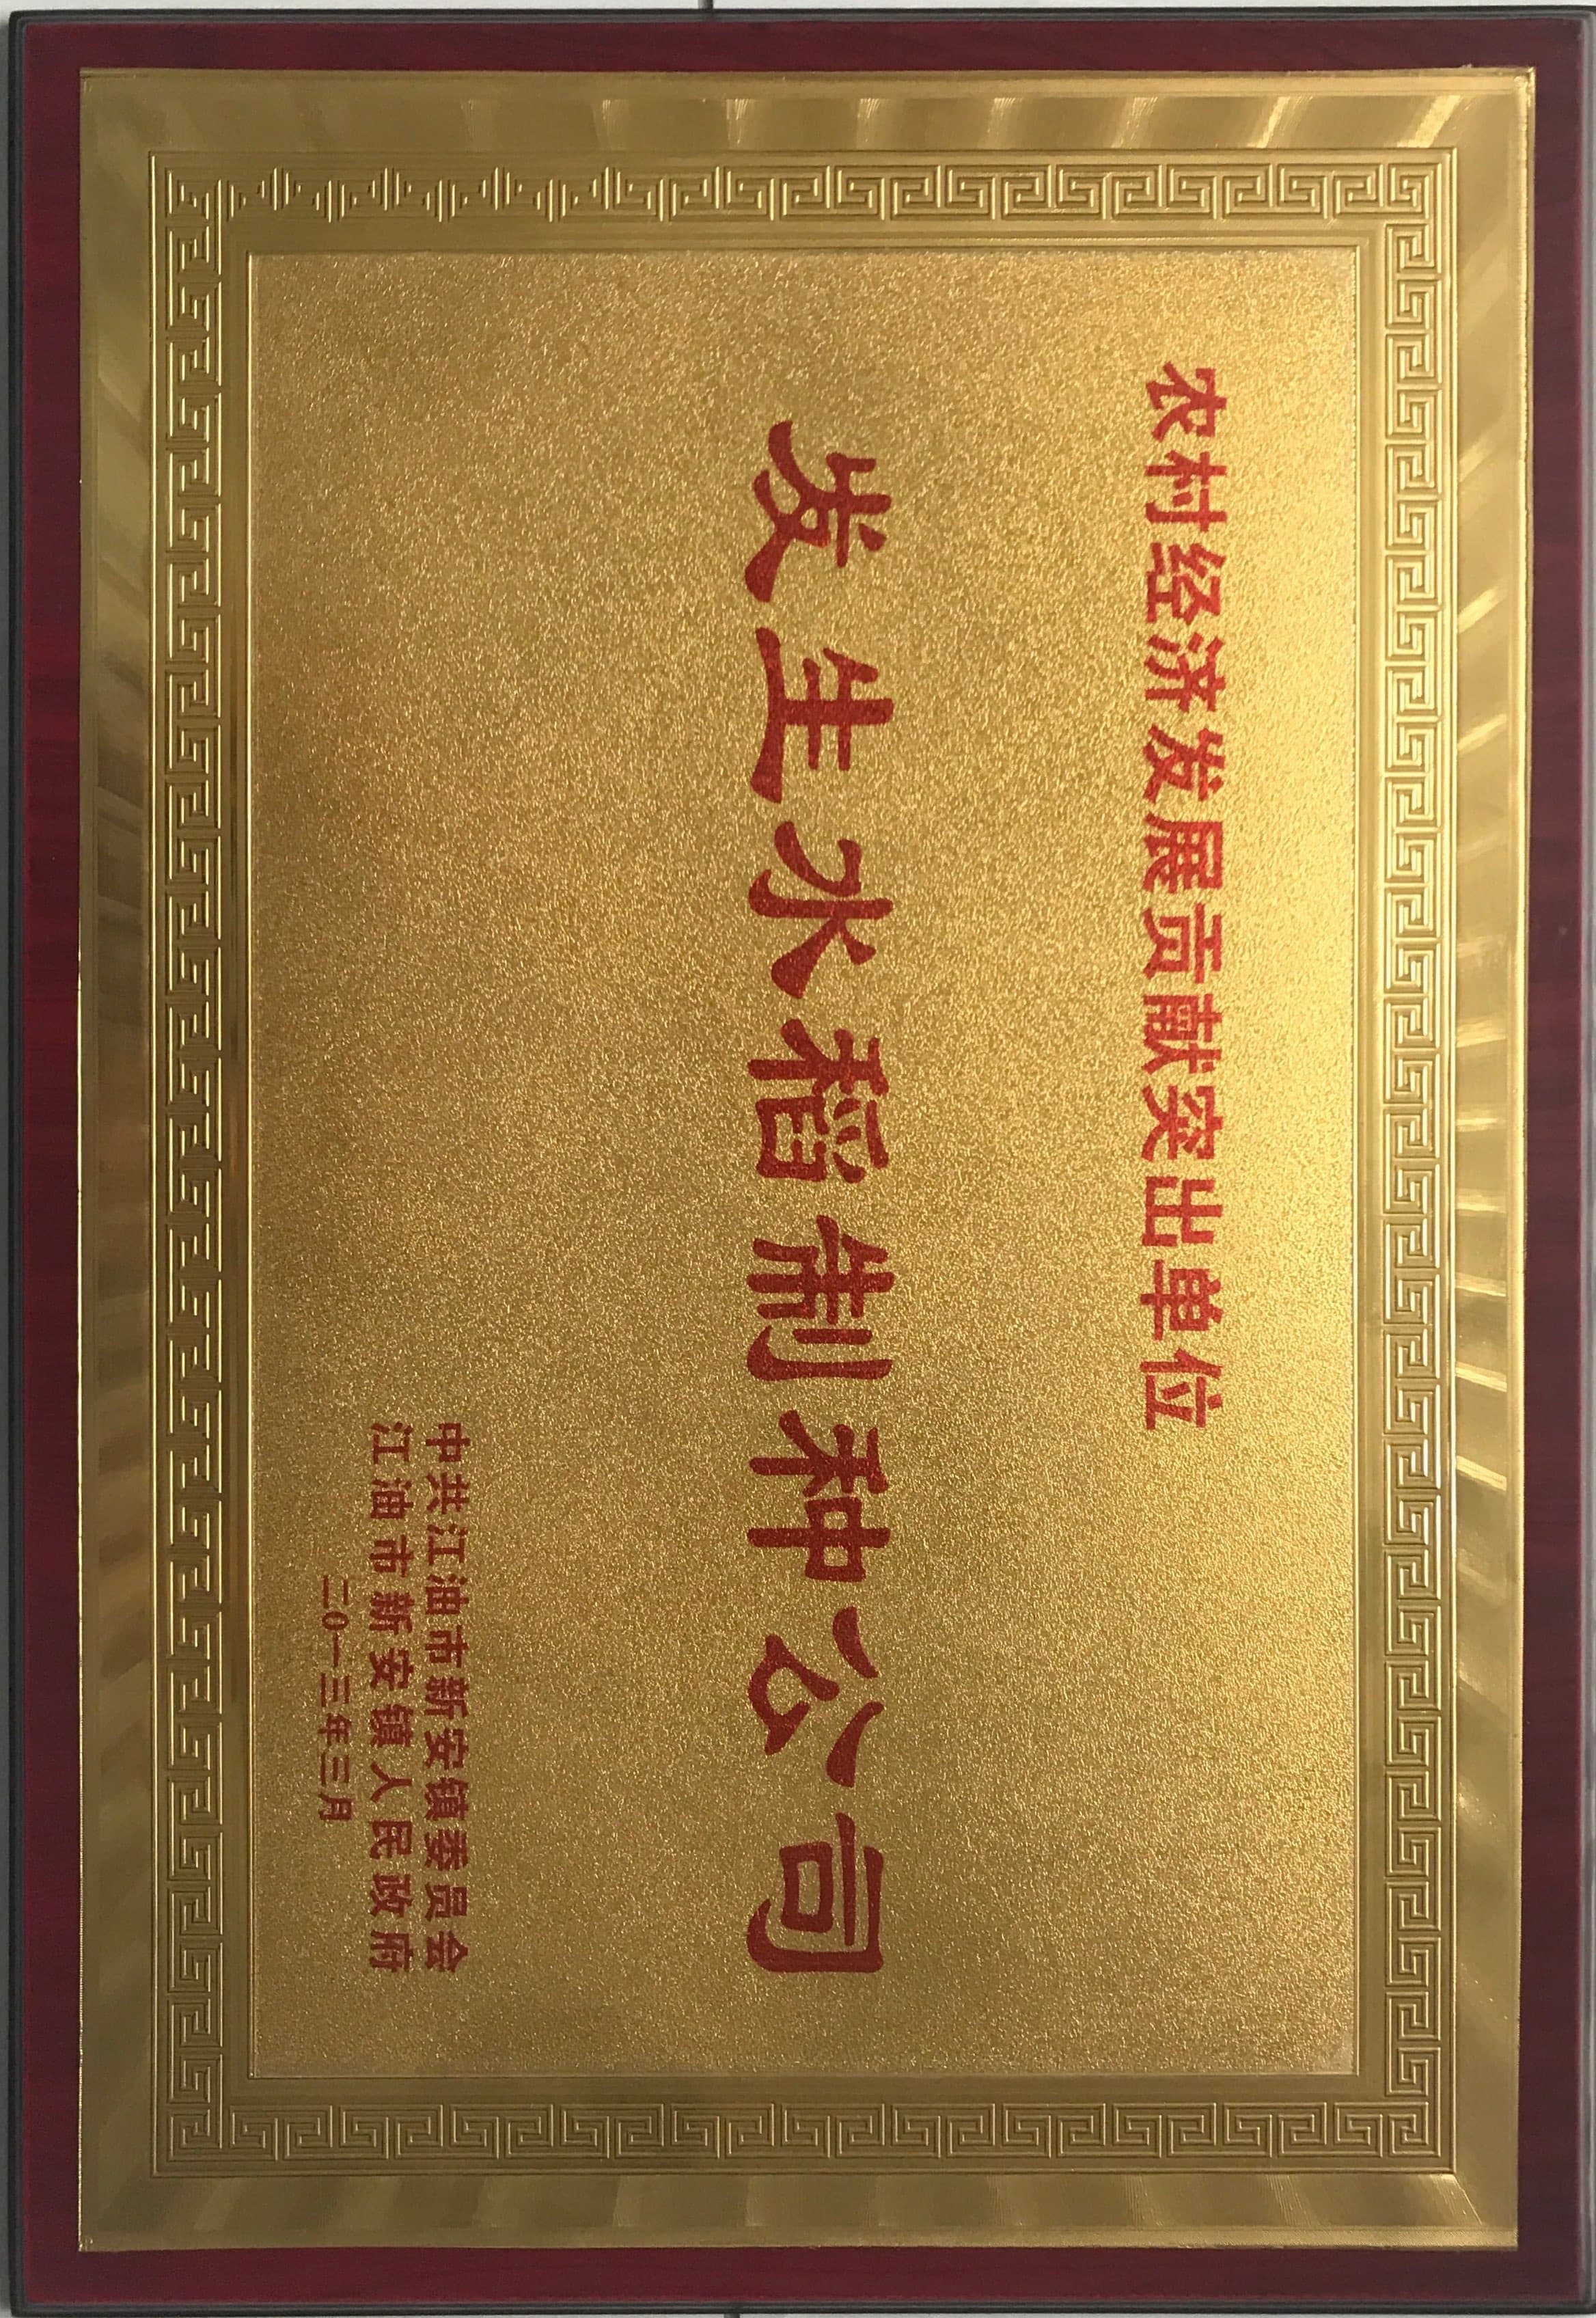 农村经济发展贡献突出单位
发生水稻制种公司
中共江油市新安镇委员会
江油市新安镇人民政府
二0一三年三月